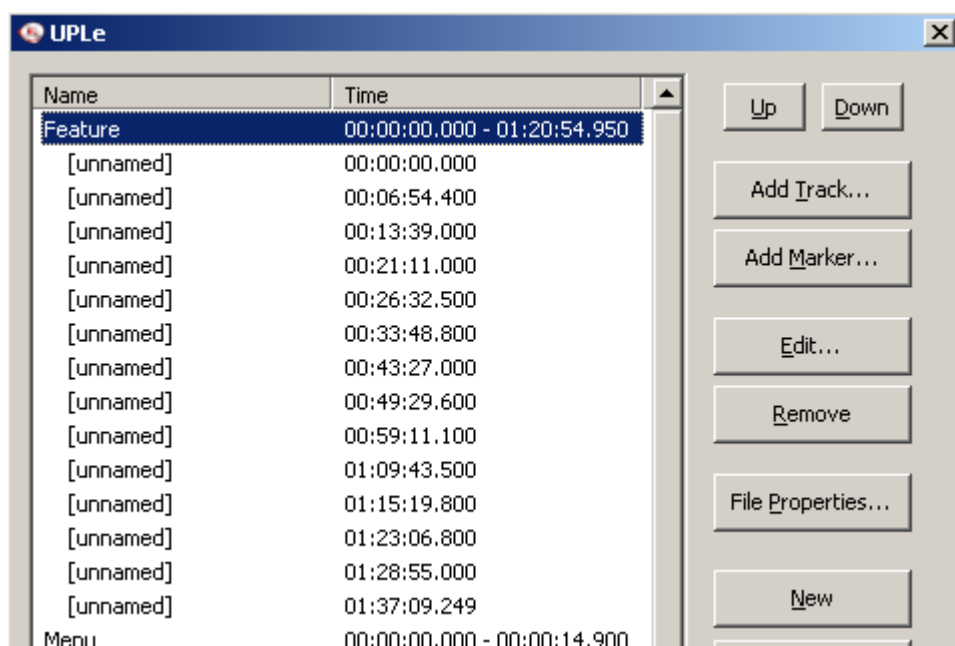 UPLe
Name Time
Feature 00:00:00.000 - 01:20:54.950
[unnamed] 00:00:00.000
[unnamed] 00:06:54.400
[unnamed] 00:13:39.000
[unnamed] 00:21:11.000
[unnamed] 00:26:32.500
[unnamed] 00:33:48.800
[unnamed] 00:43:27.000
[unnamed] 00:49:29.600
[unnamed] 00:59:11.100
[unnamed] 01:09:43.500
[unnamed] 01:15:19.800
[unnamed] 01:23:06.800
[unnamed] 01:28:55.000
[unnamed] 01:37:09.249
Menu 00:00:00.000 - 00:00:14.900
Up Down
Add Track...
Add Marker...
Edit...
Remove
File Properties...
New